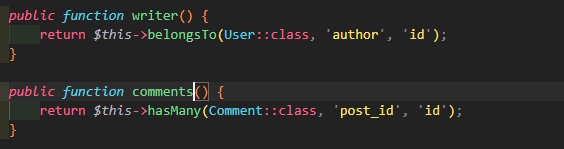 public function writer() {
return $this->belongsTo(User::class, 'author', 'id');
}
public function comments() {
return $this->hasMany(Comment::class, 'post_id', 'id');
}